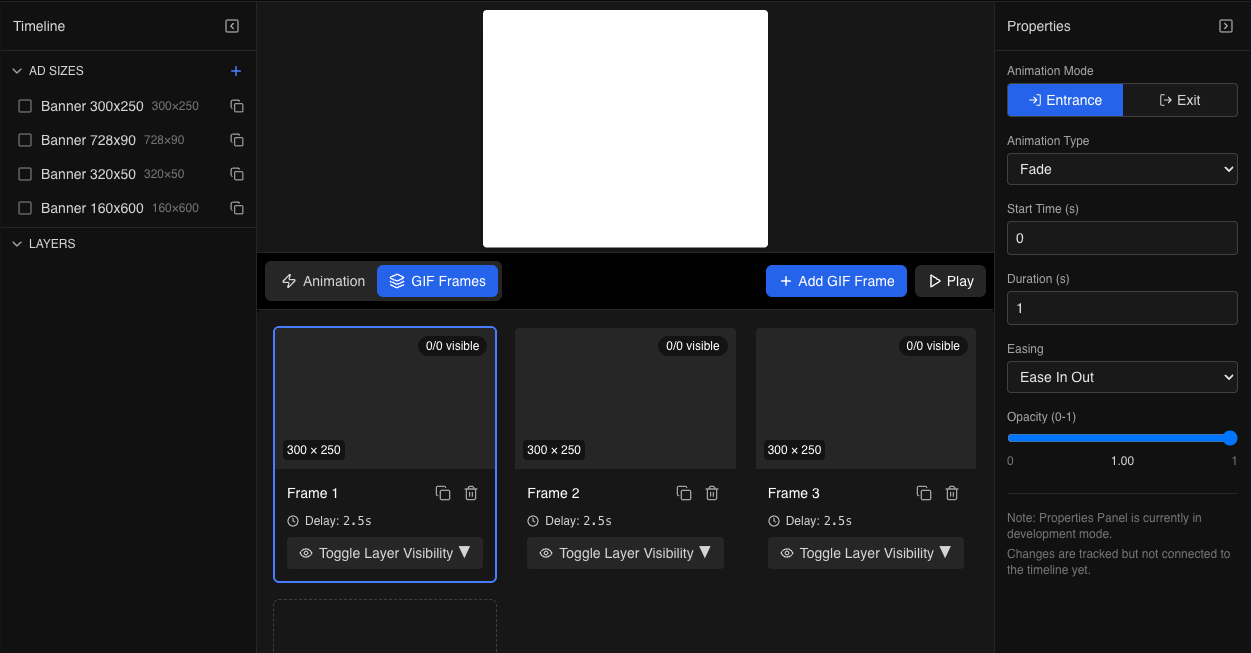 Timeline
AD SIZES
Banner 300x250 300×250
Banner 728x90 728×90
Banner 320x50 320×50
Banner 160x600 160×600
LAYERS
Animation
GIF Frames
Add GIF Frame
Play
0/0 visible
300 × 250
Frame 1
Delay: 2.5s
Toggle Layer Visibility ▼
0/0 visible
300 × 250
Frame 2
Delay: 2.5s
Toggle Layer Visibility ▼
0/0 visible
300 × 250
Frame 3
Delay: 2.5s
Toggle Layer Visibility ▼
Properties
Animation Mode
Entrance
Exit
Animation Type
Fade
Start Time (s)
0
Duration (s)
1
Easing
Ease In Out
Opacity (0-1)
0 1.00 1
Note: Properties Panel is currently in
development mode.
Changes are tracked but not connected to
the timeline yet.